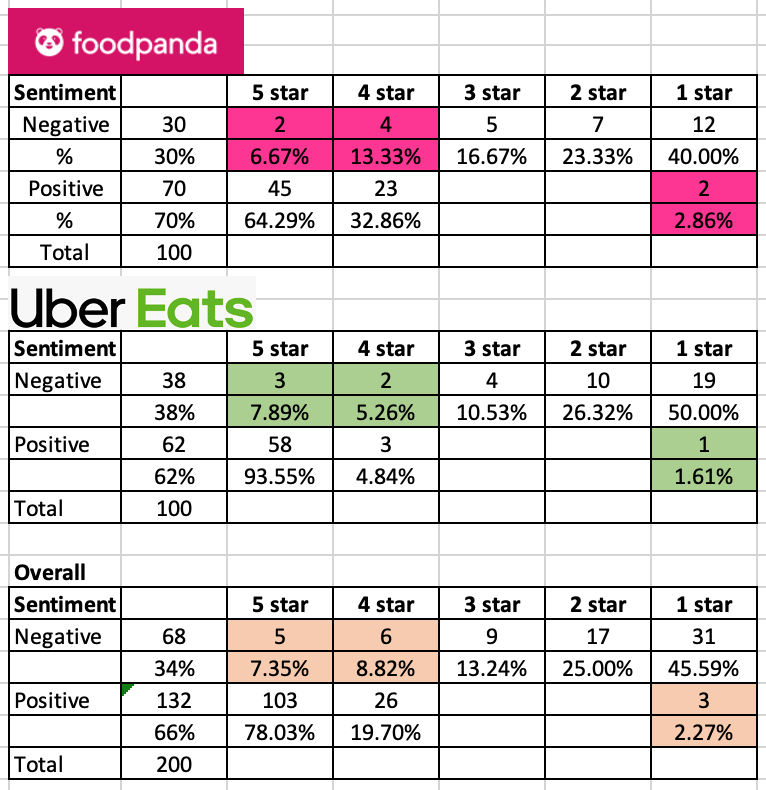 foodpanda
Sentiment 5 star 4 star 3 star 2 star 1 star
Negative 30 2 4 5 7 12
% 30% 6.67% 13.33% 16.67% 23.33% 40.00%
Positive 70 45 23 2
% 70% 64.29% 32.86% 2.86%
Total 100
Uber Eats
Sentiment 5 star 4 star 3 star 2 star 1 star
Negative 38 3 2 4 10 19
38% 7.89% 5.26% 10.53% 26.32% 50.00%
Positive 62 58 3 1
62% 93.55% 4.84% 1.61%
Total 100
Overall
Sentiment 5 star 4 star 3 star 2 star 1 star
Negative 68 5 6 9 17 31
34% 7.35% 8.82% 13.24% 25.00% 45.59%
Positive 132 103 26 3
66% 78.03% 19.70% 2.27%
Total 200